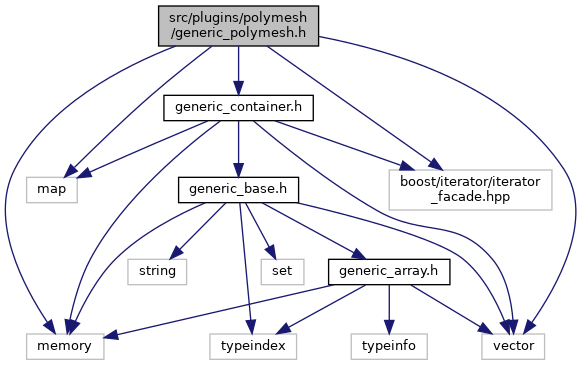 src/plugins/polymesh
/generic_polymesh.h
generic_container.h
map
generic_base.h
boost/iterator/iterator
_facade.hpp
string
set
generic_array.h
memory
typeindex
typeinfo
vector